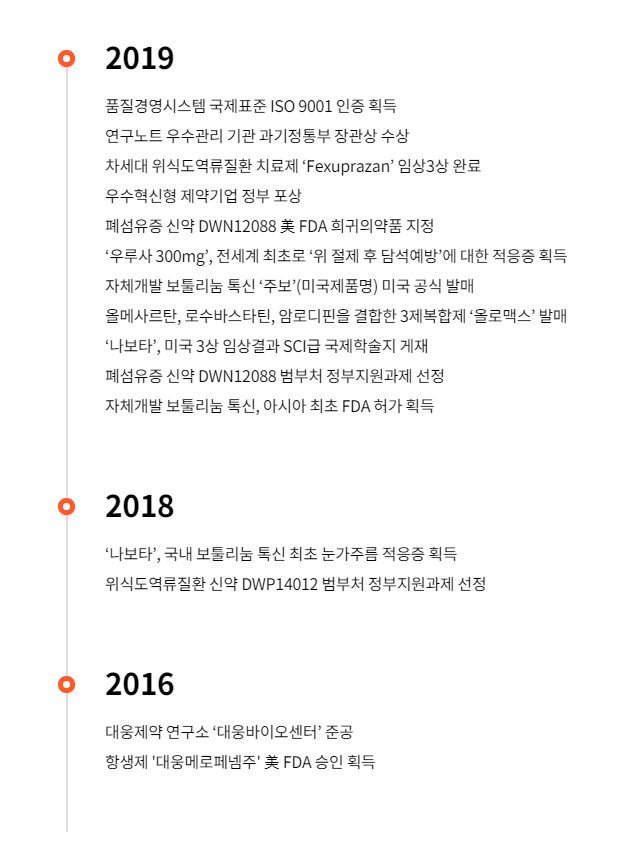 2019
품질경영시스템 국제표준 ISO 9001 인증 획득
연구노트 우수관리 기관 과기정통부 장관상 수상
차세대 위식도역류질환 치료제 ‘Fexuprazan’ 임상3상 완료
우수혁신형 제약기업 정부 포상
폐섬유증 신약 DWN12088 美 FDA 희귀의약품 지정
‘우루사 300mg’, 전세계 최초로 ‘위 절제 후 담석예방’에 대한 적응증 획득
자체개발 보툴리눔 톡신 ‘주보’(미국제품명) 미국 공식 발매
올메사르탄, 로수바스타틴, 암로디핀을 결합한 3제복합제 ‘올로맥스’ 발매
‘나보타’, 미국 3상 임상결과 SCI급 국제학술지 게재
폐섬유증 신약 DWN12088 범부처 정부지원과제 선정
자체개발 보툴리눔 톡신, 아시아 최초 FDA 허가 획득
2018
‘나보타’, 국내 보툴리눔 톡신 최초 눈가주름 적응증 획득
위식도역류질환 신약 DWP14012 범부처 정부지원과제 선정
2016
대웅제약 연구소 ‘대웅바이오센터’ 준공
항생제 '대웅메로페넴주' 美 FDA 승인 획득